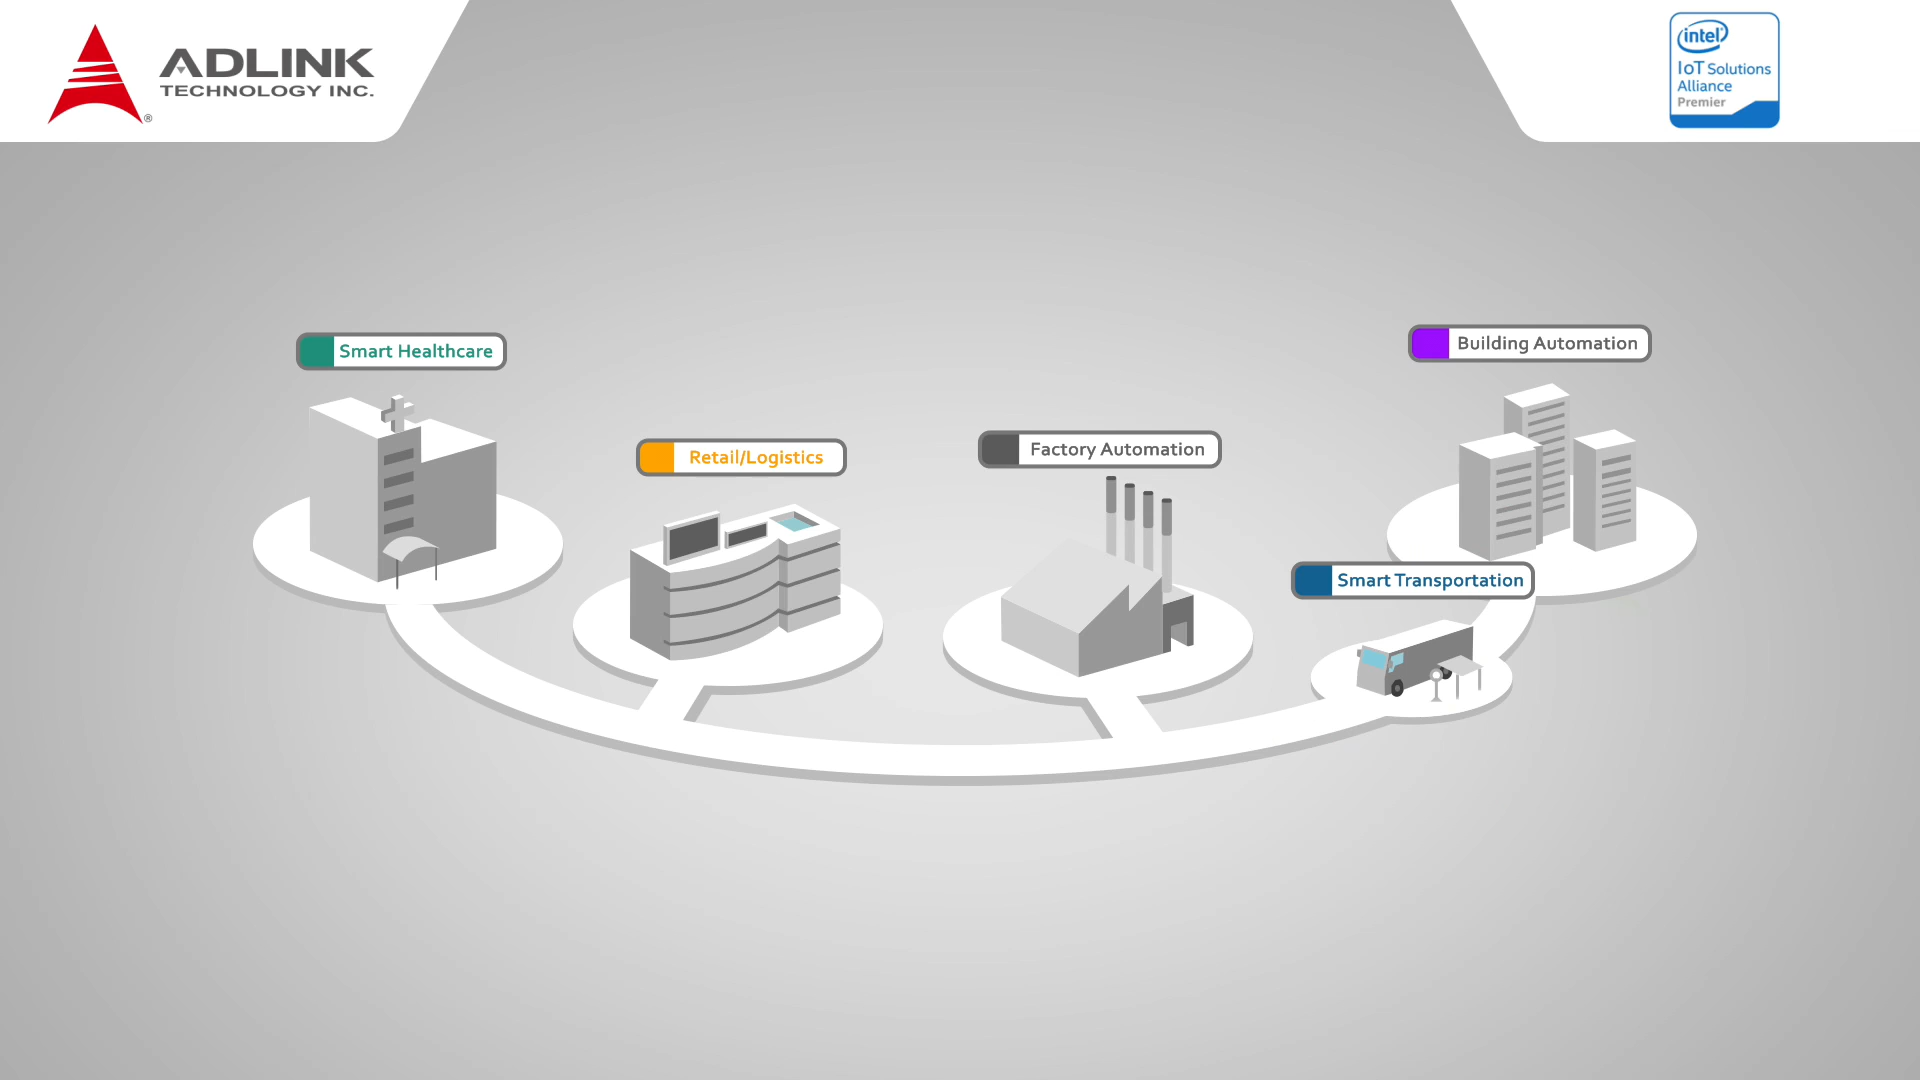 ADLINK
TECHNOLOGY INC.
®
intel
IoT Solutions
Alliance
Premier
Smart Healthcare
Retail/Logistics
Factory Automation
Building Automation
Smart Transportation